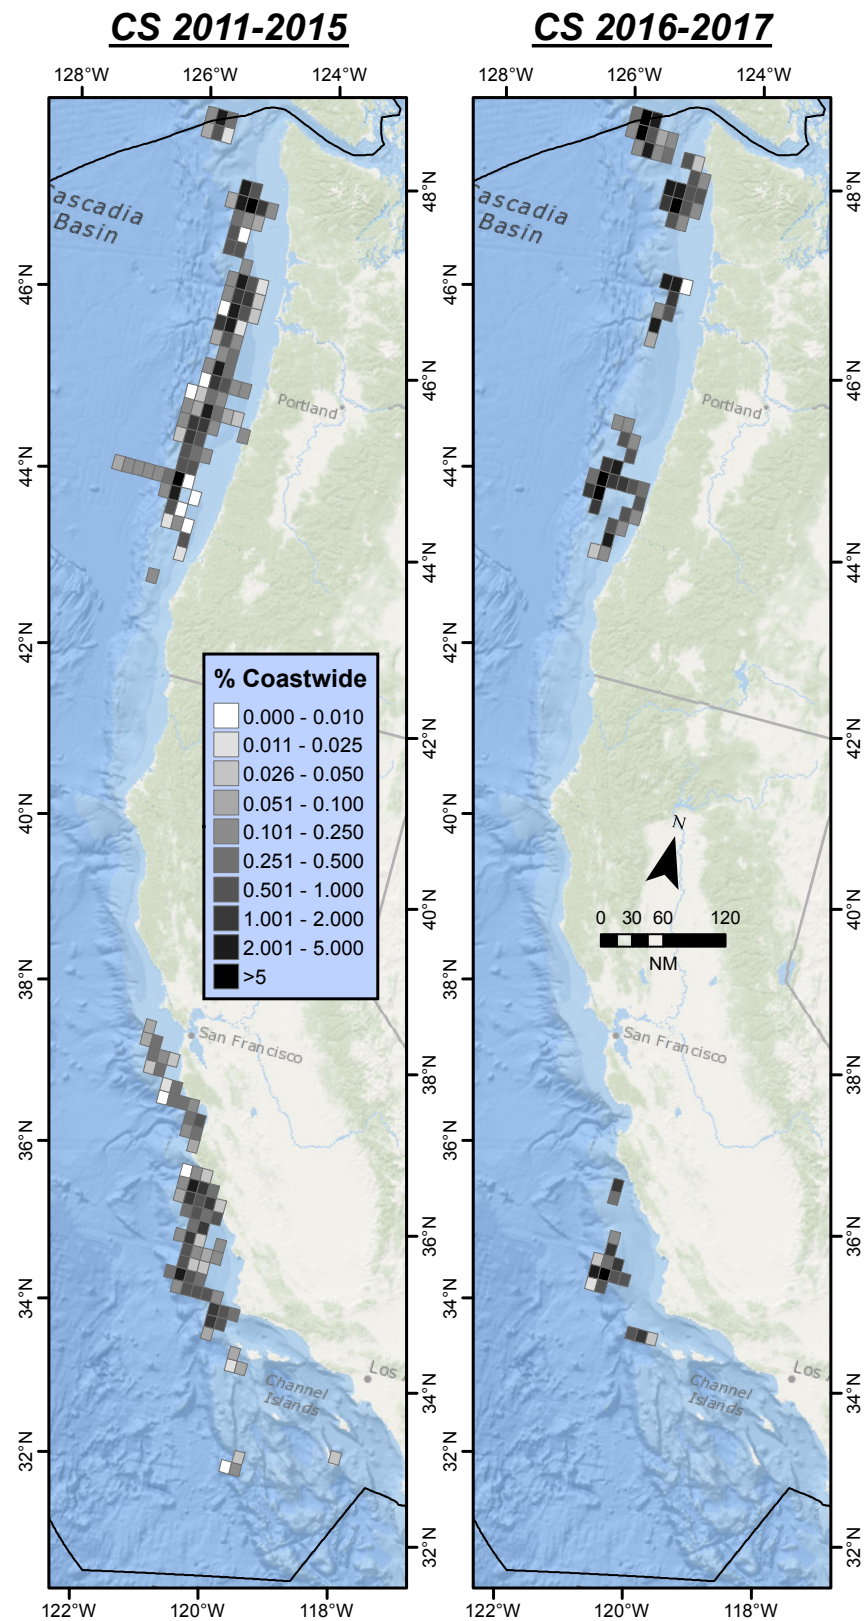 CS 2011-2015
CS 2016-2017
128°W 126°W 124°W
128°W 126°W 124°W
ascadia
Basin
ascadia
Basin
48°N
48°N
46°N
46°N
46°N
46°N
Portland
Portland
44°N
44°N
44°N
44°N
42°N
42°N
42°N
42°N
% Coastwide
0.000 - 0.010
0.011 - 0.025
0.026 - 0.050
0.051 - 0.100
0.101 - 0.250
0.251 - 0.500
0.501 - 1.000
1.001 - 2.000
2.001 - 5.000
>5
40°N
40°N
N
0 30 60 120
NM
40°N
40°N
38°N
38°N
San Francisco
San Francisco
38°N
38°N
36°N
36°N
36°N
36°N
34°N
34°N
Los
Los
Channel
Islands
Channel
Islands
34°N
34°N
32°N
32°N
32°N
32°N
122°W 120°W 118°W
122°W 120°W 118°W